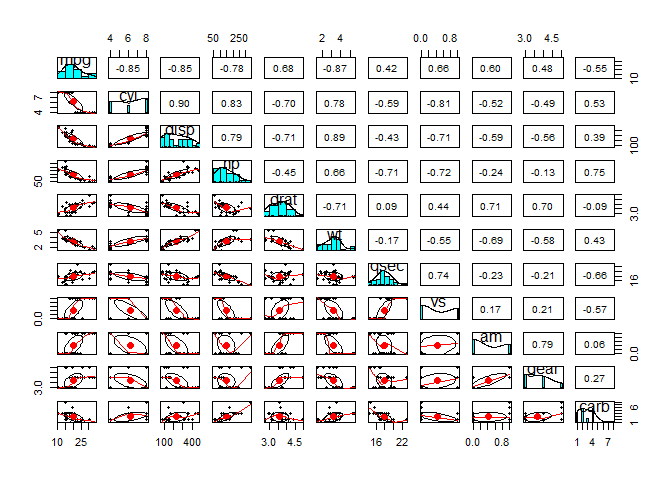 4 6 8 50 250 2 4 0.0 0.8 3.0 4.5
mpg -0.85 -0.85 -0.78 0.68 -0.87 0.42 0.66 0.60 0.48 -0.55 10
4 7 cyl 0.90 0.83 -0.70 0.78 -0.59 -0.81 -0.52 -0.49 0.53
disp 0.79 -0.71 0.89 -0.43 -0.71 -0.59 -0.56 0.39 100
50 hp -0.45 0.66 -0.71 -0.72 -0.24 -0.13 0.75
drat -0.71 0.09 0.44 0.71 0.70 -0.09 3.0
2 5 wt -0.17 -0.55 -0.69 -0.58 0.43
qsec 0.74 -0.23 -0.21 -0.66 16
0.0 vs 0.17 0.21 -0.57
am 0.79 0.06 0.0
3.0 gear 0.27
carb 1 6
10 25 100 400 3.0 4.5 16 22 0.0 0.8 1 4 7